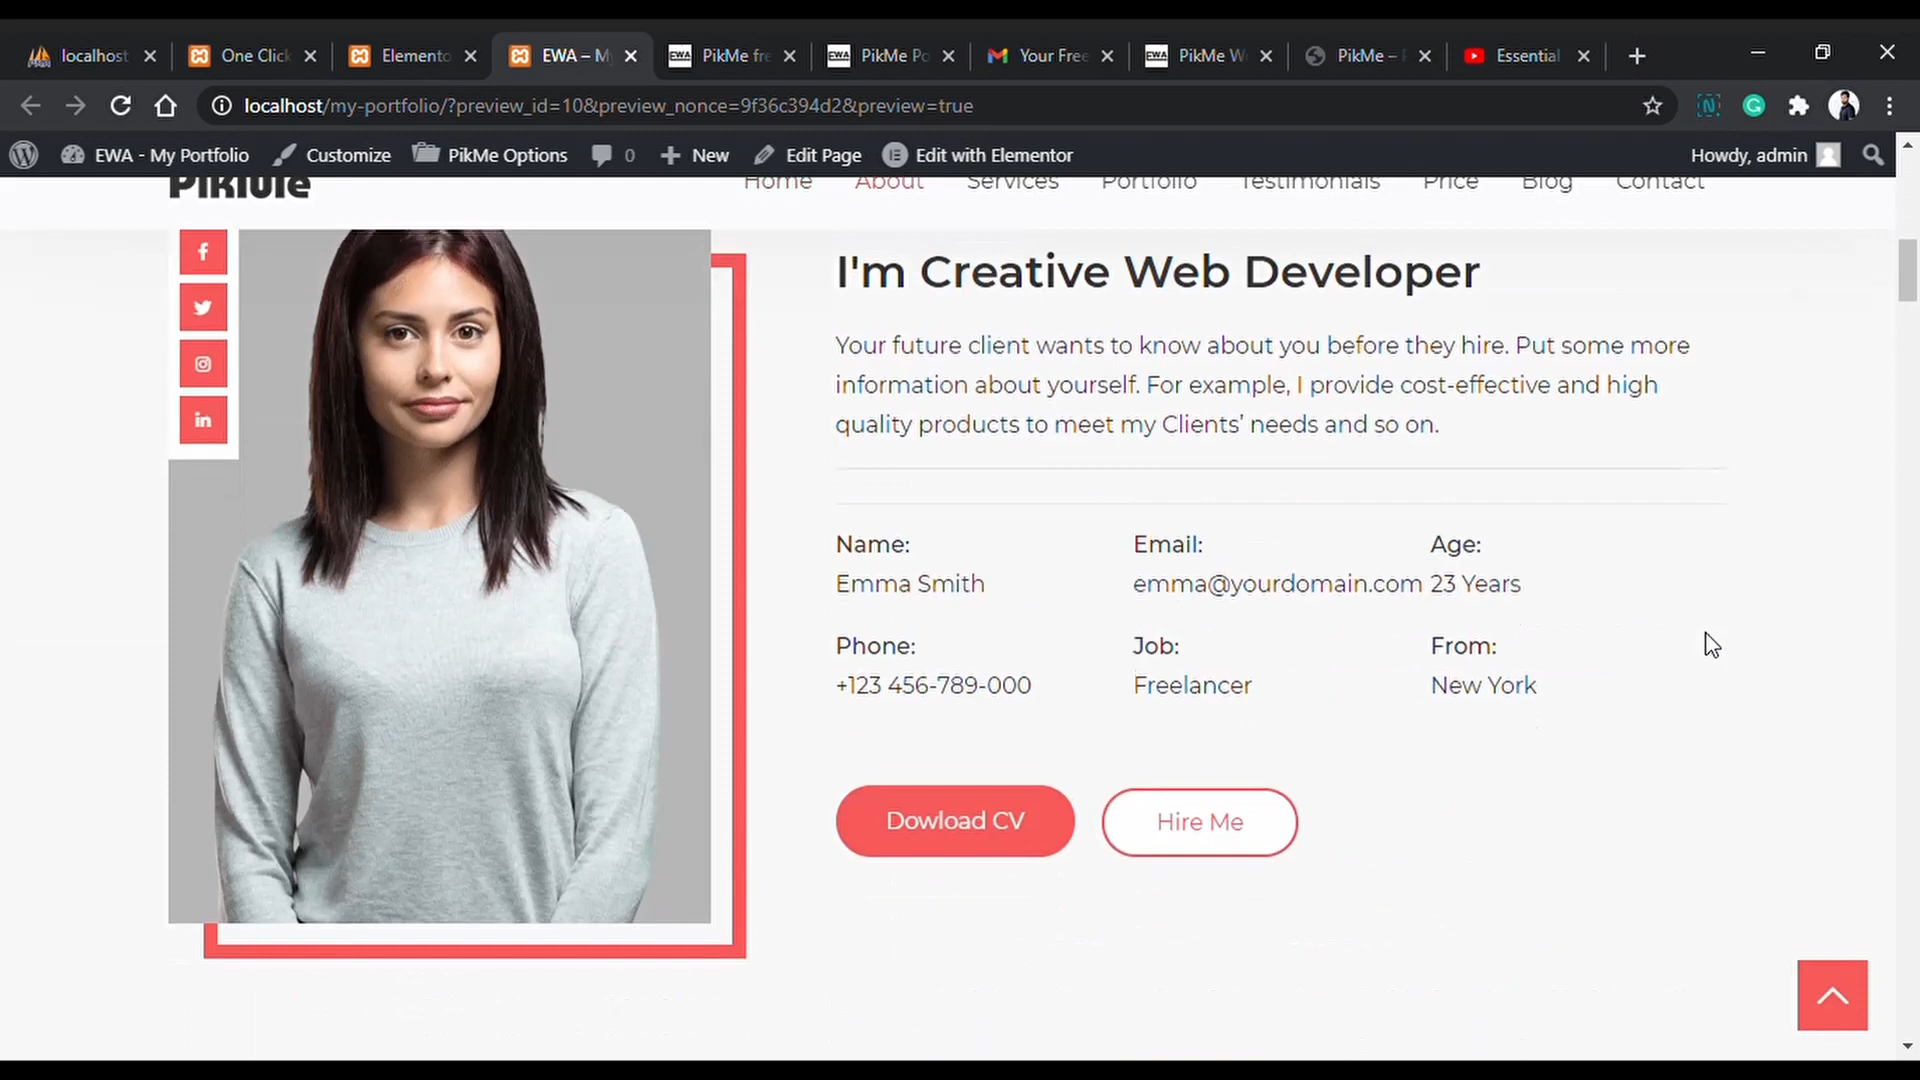 localhost
One Click
Elemento
EWA – My
PikMe fre
PikMe Po
Your Free
PikMe W
PikMe –
Essential
localhost/my-portfolio/?preview_id=10&preview_nonce=9f36c394d2&preview=true
EWA - My Portfolio
Customize
PikMe Options
0
New
Edit Page
Edit with Elementor
Howdy, admin
Home
About
Services
Portfolio
Testimonials
Price
Blog
Contact
I'm Creative Web Developer
Your future client wants to know about you before they hire. Put some more
information about yourself. For example, I provide cost-effective and high
quality products to meet my Clients’ needs and so on.
Name:
Emma Smith
Email:
emma@yourdomain.com
Age:
23 Years
Phone:
+123 456-789-000
Job:
Freelancer
From:
New York
Dowload CV
Hire Me